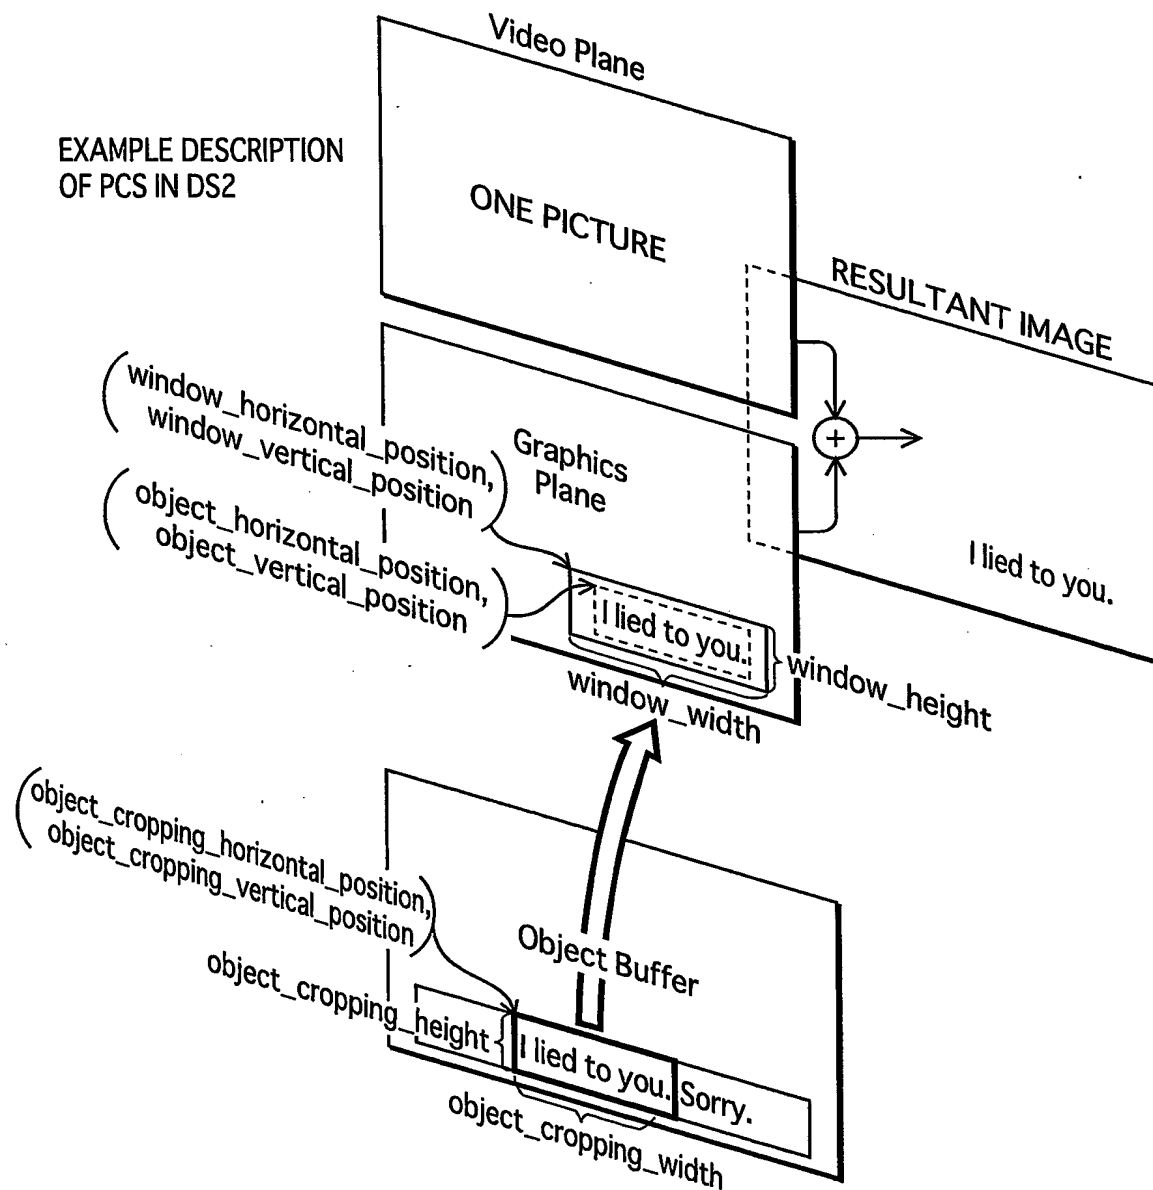 Video Plane
EXAMPLE DESCRIPTION
OF PCS IN DS2
ONE PICTURE
RESULTANT IMAGE
(window_horizontal_position,
window_vertical_position)
Graphics
Plane
+
(object_horizontal_position,
object_vertical_position)
I lied to you.
I lied to you.
window_height
window_width
(object_cropping_horizontal_position,
object_cropping_vertical_position)
Object Buffer
object_cropping_height
I lied to you. Sorry.
object_cropping_width